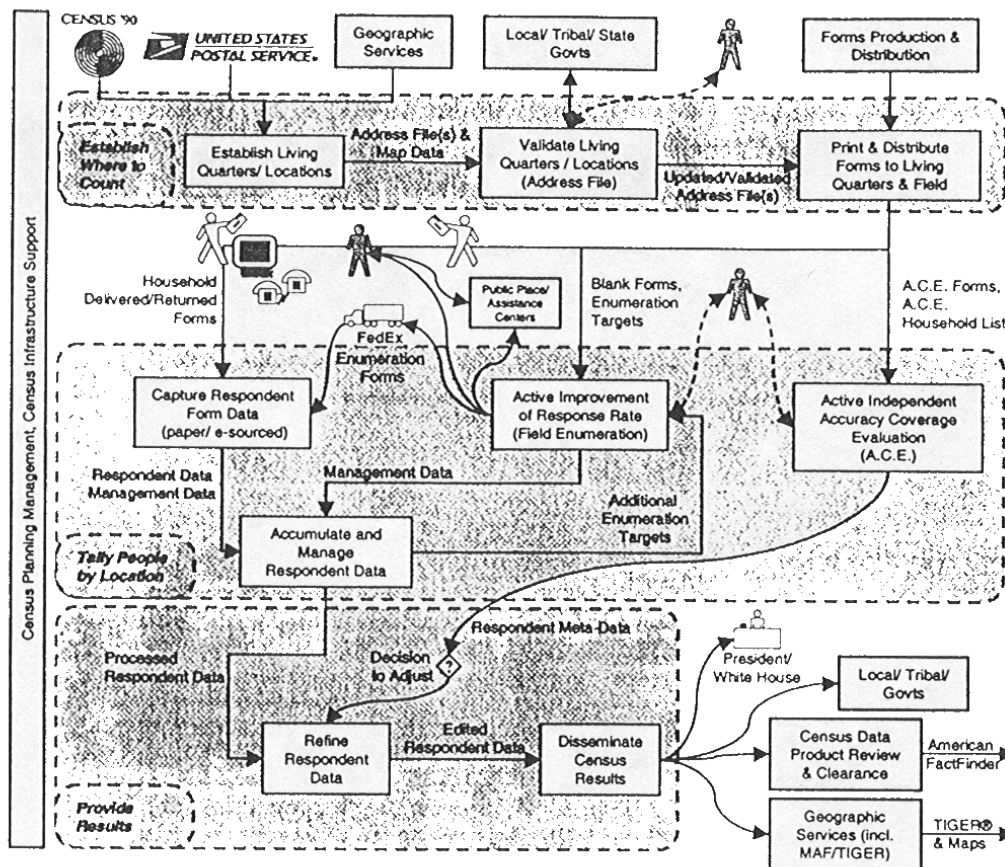 CENSUS '90
UNITED STATES
POSTAL SERVICE®
Geographic
Services
Local/ Tribal/ State
Govts
Forms Production &
Distribution
Establish
Where to
Count
Establish Living
Quarters/ Locations
Address File(s) &
Map Data
Validate Living
Quarters / Locations
(Address File)
Updated/Validated
Address File(s)
Print & Distribute
Forms to Living
Quarters & Field
Census Planning Management, Census Infrastructure Support
Household
Delivered/Returned
Forms
FedEx
Enumeration
Forms
Public Place/
Assistance
Centers
Blank Forms,
Enumeration
Targets
A.C.E. Forms,
A.C.E.
Household List
Capture Respondent
Form Data
(paper/ e-sourced)
Active Improvement
of Response Rate
(Field Enumeration)
Active Independent
Accuracy Coverage
Evaluation
(A.C.E.)
Respondent Data
Management Data
Management Data
Additional
Enumeration
Targets
Accumulate and
Manage
Respondent Data
Tally People
by Location
Processed
Respondent Data
Decision
to Adjust
?
Respondent Meta-Data
President/
White House
Local/ Tribal/
Govts
Refine
Respondent
Data
Edited
Respondent Data
Disseminate
Census
Results
Census Data
Product Review
& Clearance
American
FactFinder
Provide
Results
Geographic
Services (incl.
MAF/TIGER)
TIGER®
& Maps